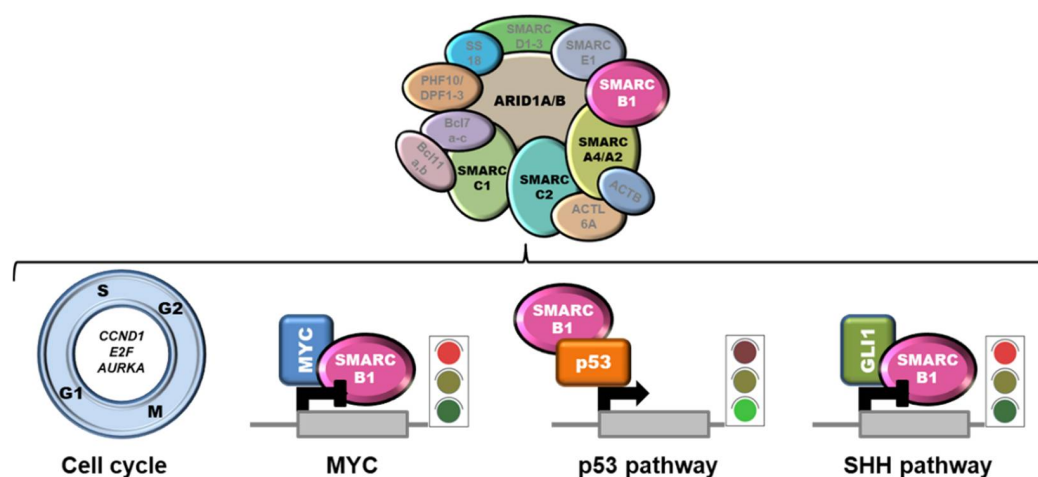 SMARC
D1-3
SS
18
SMARC
E1
PHF10/
DPF1-3
ARID1A/B
SMARC
B1
Bcl7
a-c
Bcl11
a,b
SMARC
C1
SMARC
C2
SMARC
A4/A2
ACTB
ACTL
6A
S
G2
CCND1
E2F
AURKA
G1
M
Cell cycle
MYC
SMARC
B1
MYC
SMARC
B1
p53
p53 pathway
GLI1
SMARC
B1
SHH pathway